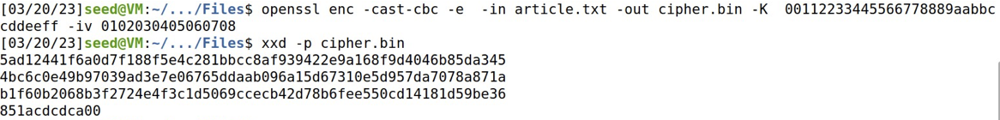 [03/20/23]seed@VM:~/.../Files$ openssl enc -cast-cbc -e  -in article.txt -out cipher.bin -K  00112233445566778889aabbc
cddeeff -iv 0102030405060708
[03/20/23]seed@VM:~/.../Files$ xxd -p cipher.bin
5ad12441f6a0d7f188f5e4c281bbcc8af939422e9a168f9d4046b85da345
4bc6c0e49b97039ad3e7e06765ddaab096a15d67310e5d957da7078a871a
b1f60b2068b3f2724e4f3c1d5069ccecb42d78b6fee550cd14181d59be36
851acdcdca00